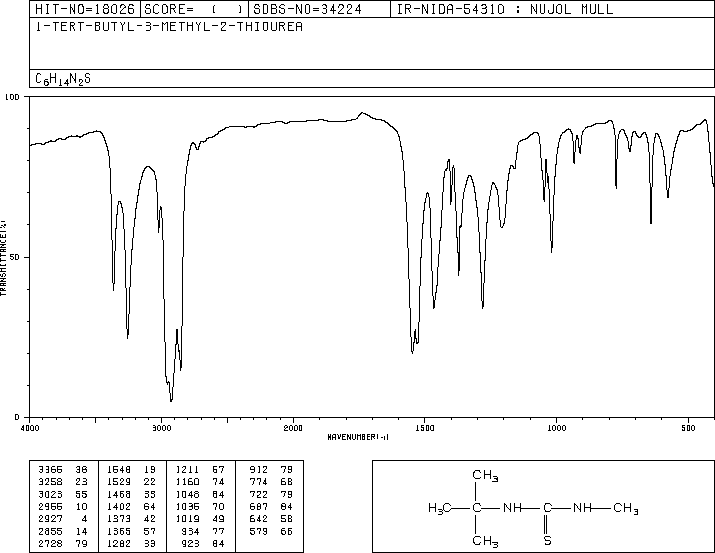 HIT-NO=18026 SCORE= ( ) SDBS-NO=34224 IR-NIDA-54310 : NUJOL MULL
1-TERT-BUTYL-3-METHYL-2-THIOUREA
C6H14N2S
100
50
0
TRANSMITTANCE(%)
4000 3000 2000 1500 1000 500
WAVENUMBER(-1)
3365 36 1548 19 1211 57 912 79
3258 23 1529 22 1160 74 774 68
3023 55 1468 33 1048 64 722 79
2955 10 1402 64 1036 70 687 84
2927 4 1373 42 1019 49 642 58
2855 14 1365 57 934 77 579 66
2728 79 1282 33 923 84
CH3
H3C C NH C NH CH3
CH3 S